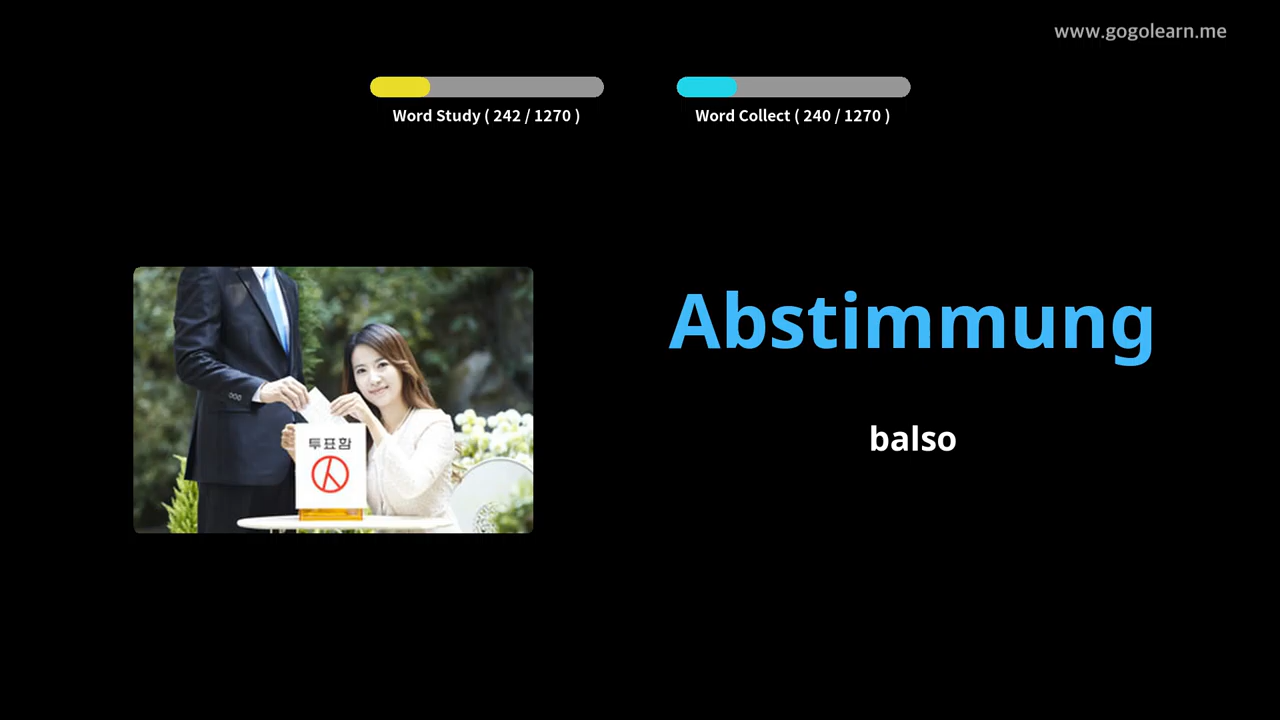 www.gogolearn.me
Word Study ( 242 / 1270 )
Word Collect ( 240 / 1270 )
Abstimmung
balso
투표함